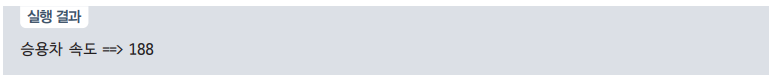 실행 결과
승용차 속도 ==> 188